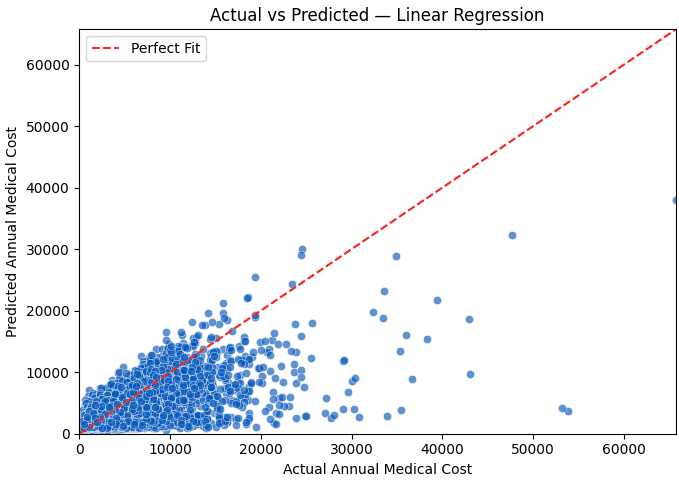 Actual vs Predicted — Linear Regression
Perfect Fit
Predicted Annual Medical Cost
60000
50000
40000
30000
20000
10000
0
0 10000 20000 30000 40000 50000 60000
Actual Annual Medical Cost